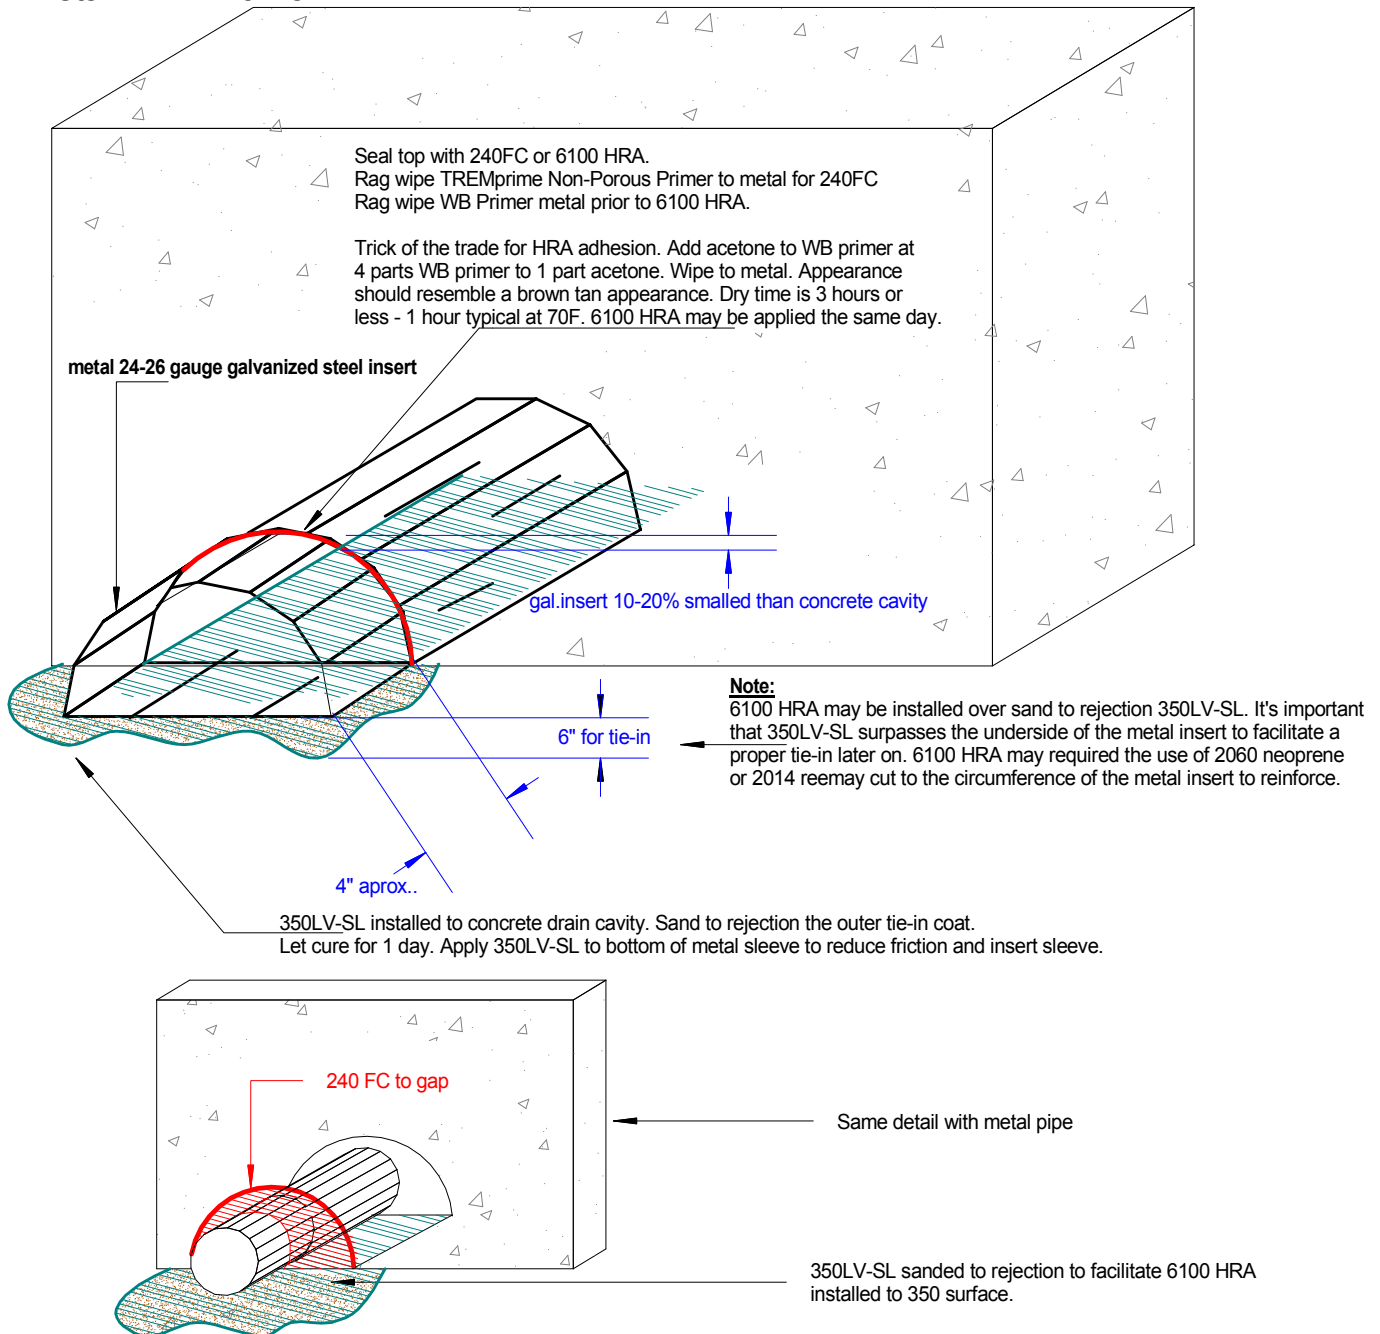 Seal top with 240FC or 6100 HRA.
Rag wipe TREMprime Non-Porous Primer to metal for 240FC
Rag wipe WB Primer metal prior to 6100 HRA.
Trick of the trade for HRA adhesion. Add acetone to WB primer at
4 parts WB primer to 1 part acetone. Wipe to metal. Appearance
should resemble a brown tan appearance. Dry time is 3 hours or
less - 1 hour typical at 70F. 6100 HRA may be applied the same day.
metal 24-26 gauge galvanized steel insert
gal.insert 10-20% smalled than concrete cavity
Note:
6100 HRA may be installed over sand to rejection 350LV-SL. It's important
that 350LV-SL surpasses the underside of the metal insert to facilitate a
proper tie-in later on. 6100 HRA may required the use of 2060 neoprene
or 2014 reemay cut to the circumference of the metal insert to reinforce.
6" for tie-in
4" aprox..
350LV-SL installed to concrete drain cavity. Sand to rejection the outer tie-in coat.
Let cure for 1 day. Apply 350LV-SL to bottom of metal sleeve to reduce friction and insert sleeve.
240 FC to gap
Same detail with metal pipe
350LV-SL sanded to rejection to facilitate 6100 HRA
installed to 350 surface.